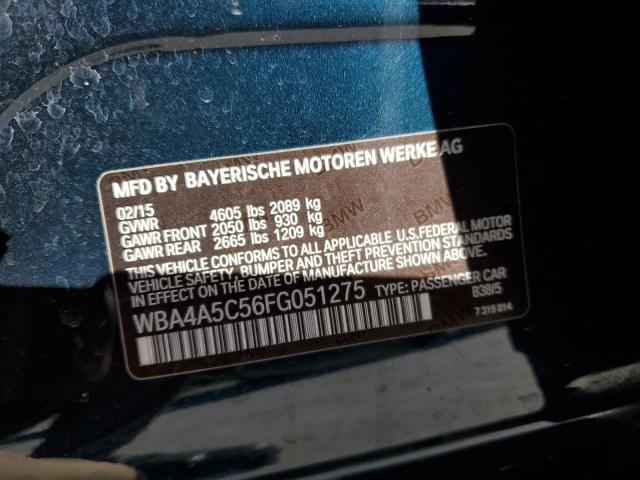 MFD BY BAYERISCHE MOTOREN WERKE AG
02/15
GVWR 4605 lbs 2089 kg
GAWR FRONT 2050 lbs 930 kg
GAWR REAR 2665 lbs 1209 kg
THIS VEHICLE CONFORMS TO ALL APPLICABLE U.S. FEDERAL MOTOR
VEHICLE SAFETY, BUMPER AND THEFT PREVENTION STANDARDS
IN EFFECT ON THE DATE OF MANUFACTURE SHOWN ABOVE.
WBA4A5C56FG051275 TYPE: PASSENGER CAR
B38/5
7 315 814